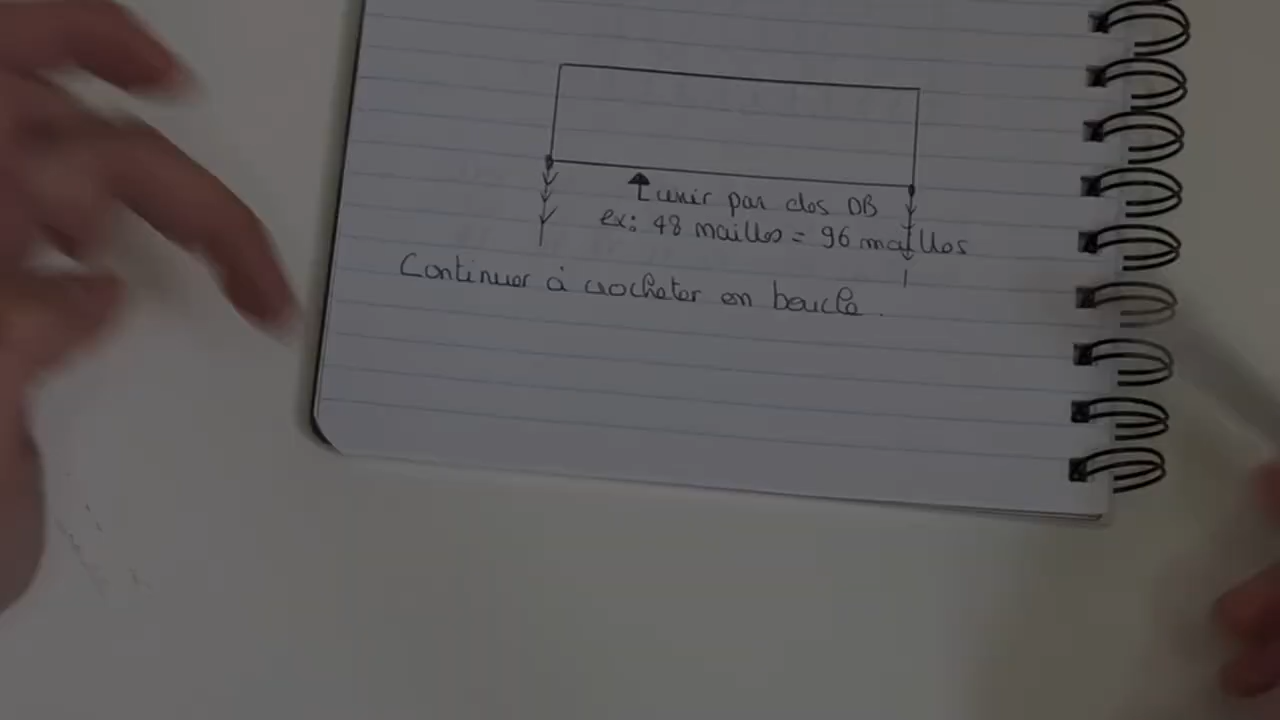 unir par des DB
ex: 48 mailles = 96 mailles
Continuer à crocheter en boucle.